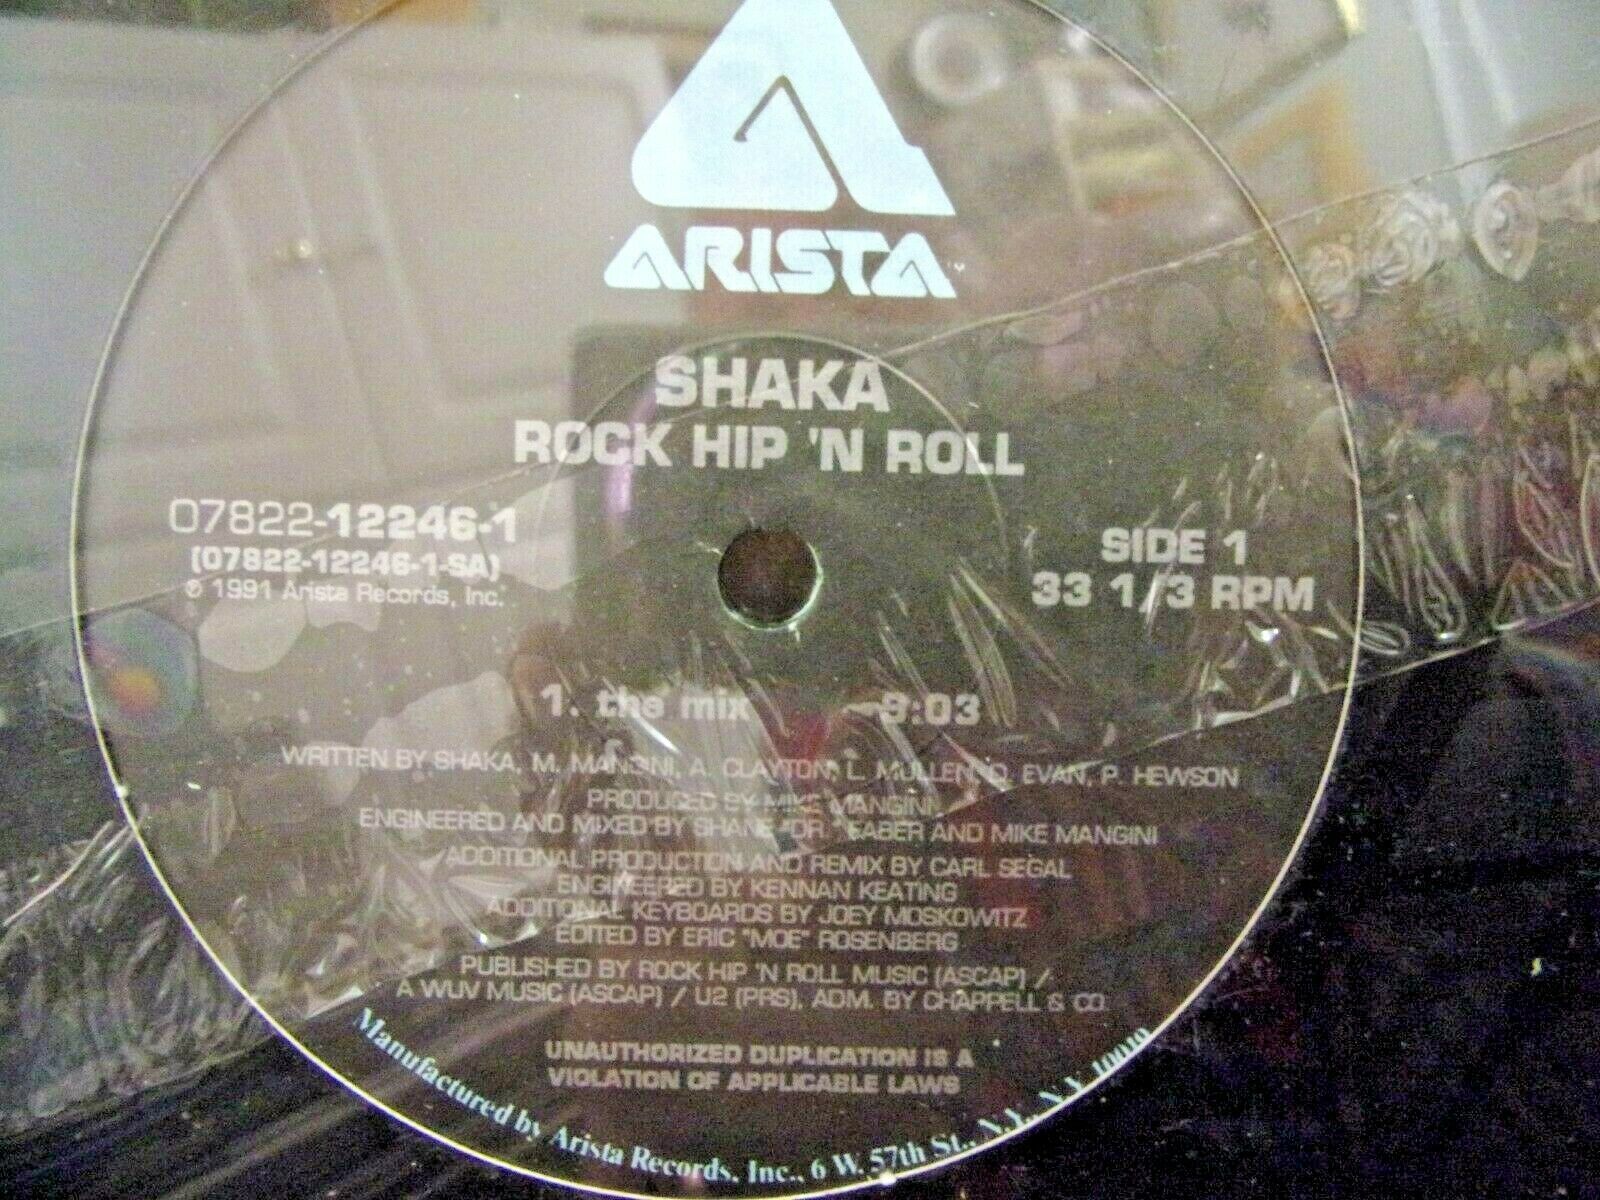 ARISTA
SHAKA
ROCK HIP 'N ROLL
07822-12246-1
(07822-12246-1-SA)
℗ 1991 Arista Records, Inc.
SIDE 1
33 1/3 RPM
1. the mix :03
WRITTEN BY SHAKA, M. MANGINI, A. CLAYTON, L. MULLEN, D. EVAN, P. HEWSON
PRODUCED BY MIKE MANGINI
ENGINEERED AND MIXED BY SHANE "DR." FABER AND MIKE MANGINI
ADDITIONAL PRODUCTION AND REMIX BY CARL SEGAL
ENGINEERED BY KENNAN KEATING
ADDITIONAL KEYBOARDS BY JOEY MOSKOWITZ
EDITED BY ERIC "MOE" ROSENBERG
PUBLISHED BY ROCK HIP 'N ROLL MUSIC (ASCAP) /
A WUV MUSIC (ASCAP) / U2 (PRS), ADM. BY CHAPPELL & CO.
UNAUTHORIZED DUPLICATION IS A
VIOLATION OF APPLICABLE LAWS
Manufactured by Arista Records, Inc., 6 W. 57th St., N.Y., N.Y. 10019